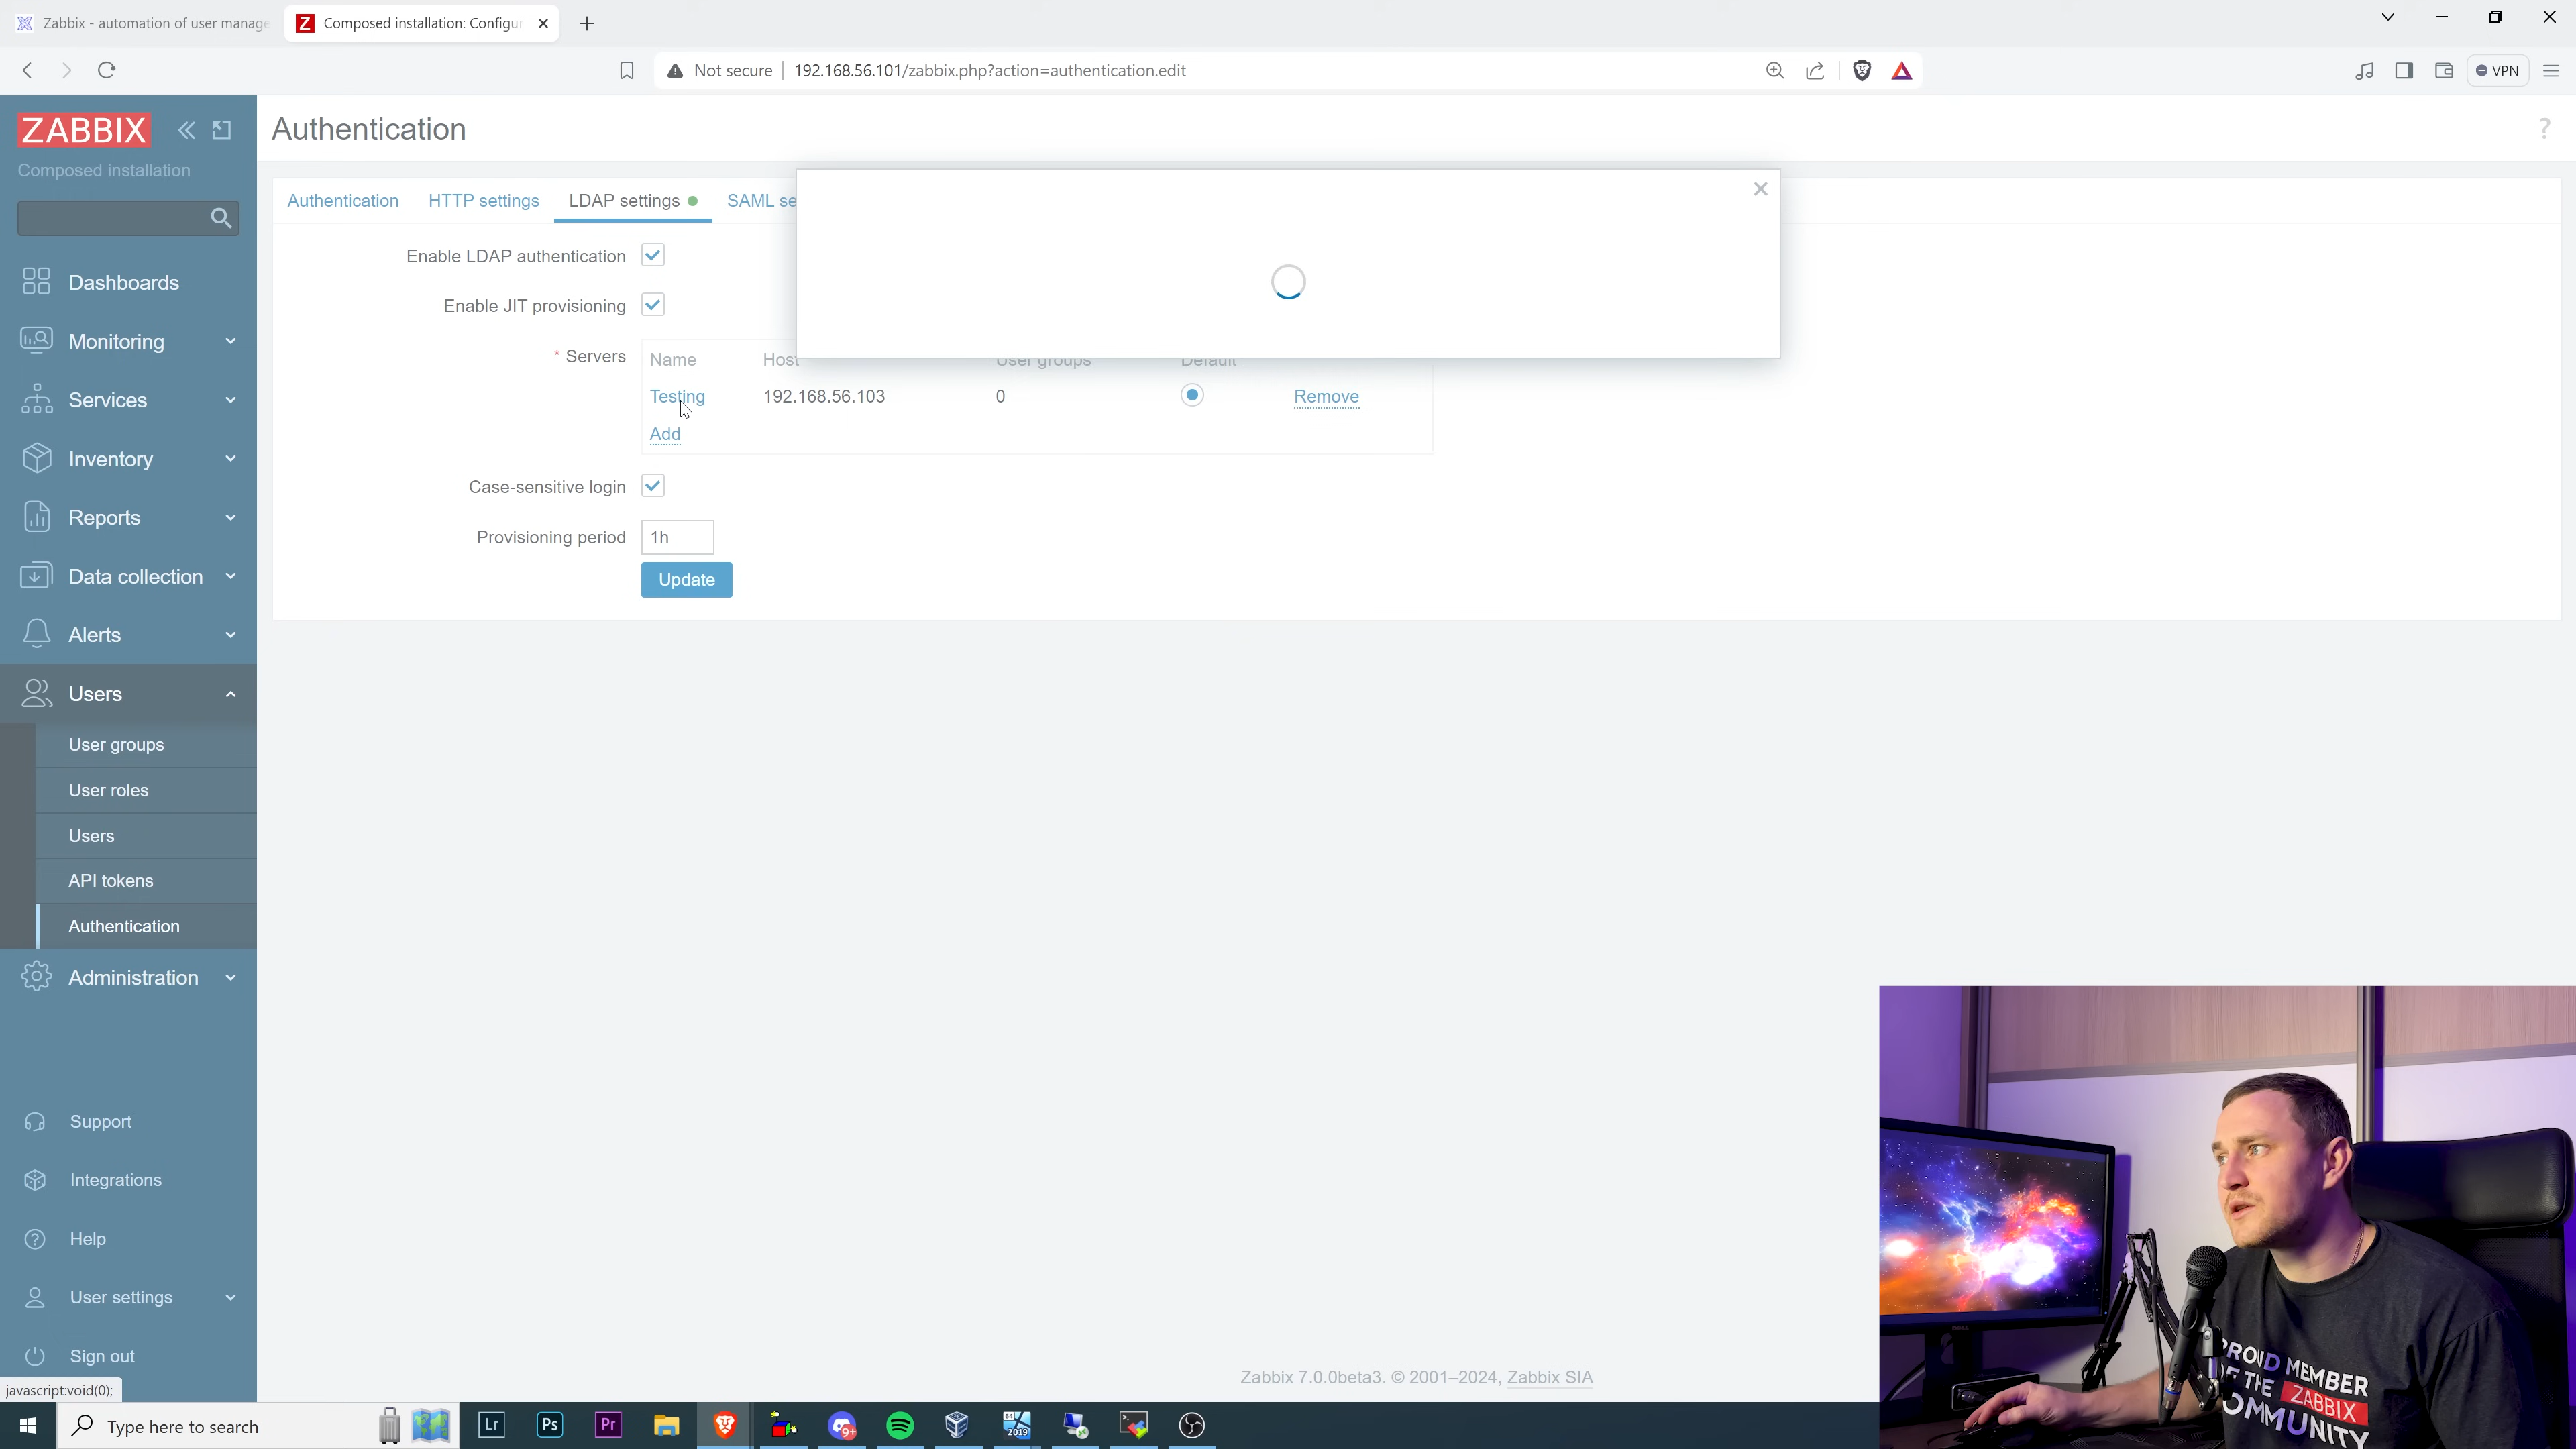 Zabbix - automation of user manage
Composed installation: Configur
Not secure
192.168.56.101/zabbix.php?action=authentication.edit
VPN
ZABBIX
Composed installation
Authentication
?
Authentication
HTTP settings
LDAP settings
SAML se
Enable LDAP authentication
Enable JIT provisioning
* Servers
Name
Host
User groups
Default
Testing
192.168.56.103
0
Remove
Add
Case-sensitive login
Provisioning period
1h
Update
Dashboards
Monitoring
Services
Inventory
Reports
Data collection
Alerts
Users
User groups
User roles
Users
API tokens
Authentication
Administration
Support
Integrations
Help
User settings
Sign out
javascript:void(0);
Zabbix 7.0.0beta3. © 2001–2024, Zabbix SIA
PROUD MEMBER
OF THE ZABBIX
COMMUNITY
Type here to search
Lr
Ps
Pr
9+
2019